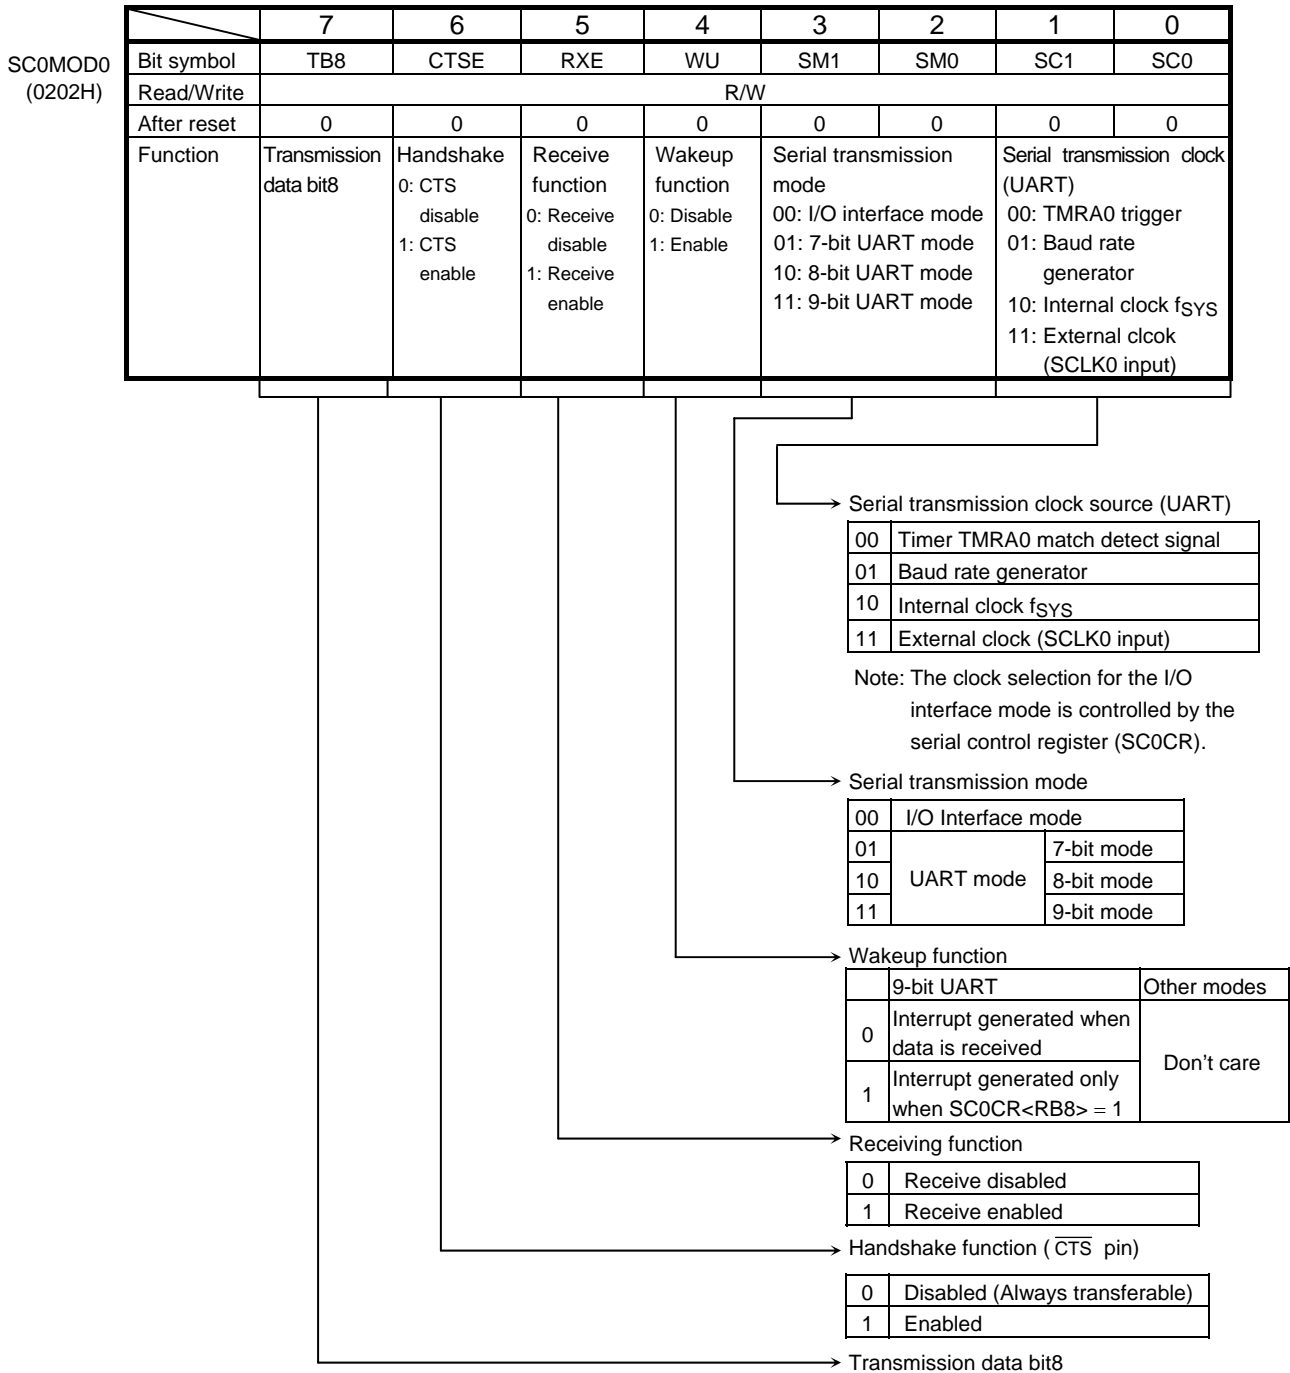 7 6 5 4 3 2 1 0
SC0MOD0
(0202H)
Bit symbol TB8 CTSE RXE WU SM1 SM0 SC1 SC0
Read/Write R/W
After reset 0 0 0 0 0 0 0 0
Function
Transmission
data bit8
Handshake
0: CTS
disable
1: CTS
enable
Receive
function
0: Receive
disable
1: Receive
enable
Wakeup
function
0: Disable
1: Enable
Serial transmission
mode
00: I/O interface mode
01: 7-bit UART mode
10: 8-bit UART mode
11: 9-bit UART mode
Serial transmission clock
(UART)
00: TMRA0 trigger
01: Baud rate
generator
10: Internal clock fSYS
11: External clcok
(SCLK0 input)
Serial transmission clock source (UART)
00 Timer TMRA0 match detect signal
01 Baud rate generator
10 Internal clock fSYS
11 External clock (SCLK0 input)
Note: The clock selection for the I/O
interface mode is controlled by the
serial control register (SC0CR).
Serial transmission mode
00 I/O Interface mode
01 7-bit mode
10 UART mode 8-bit mode
11 9-bit mode
Wakeup function
9-bit UART Other modes
0 Interrupt generated when
data is received
Don't care
1 Interrupt generated only
when SC0CR<RB8> = 1
Receiving function
0 Receive disabled
1 Receive enabled
Handshake function ( C̅T̅S̅ pin)
0 Disabled (Always transferable)
1 Enabled
Transmission data bit8